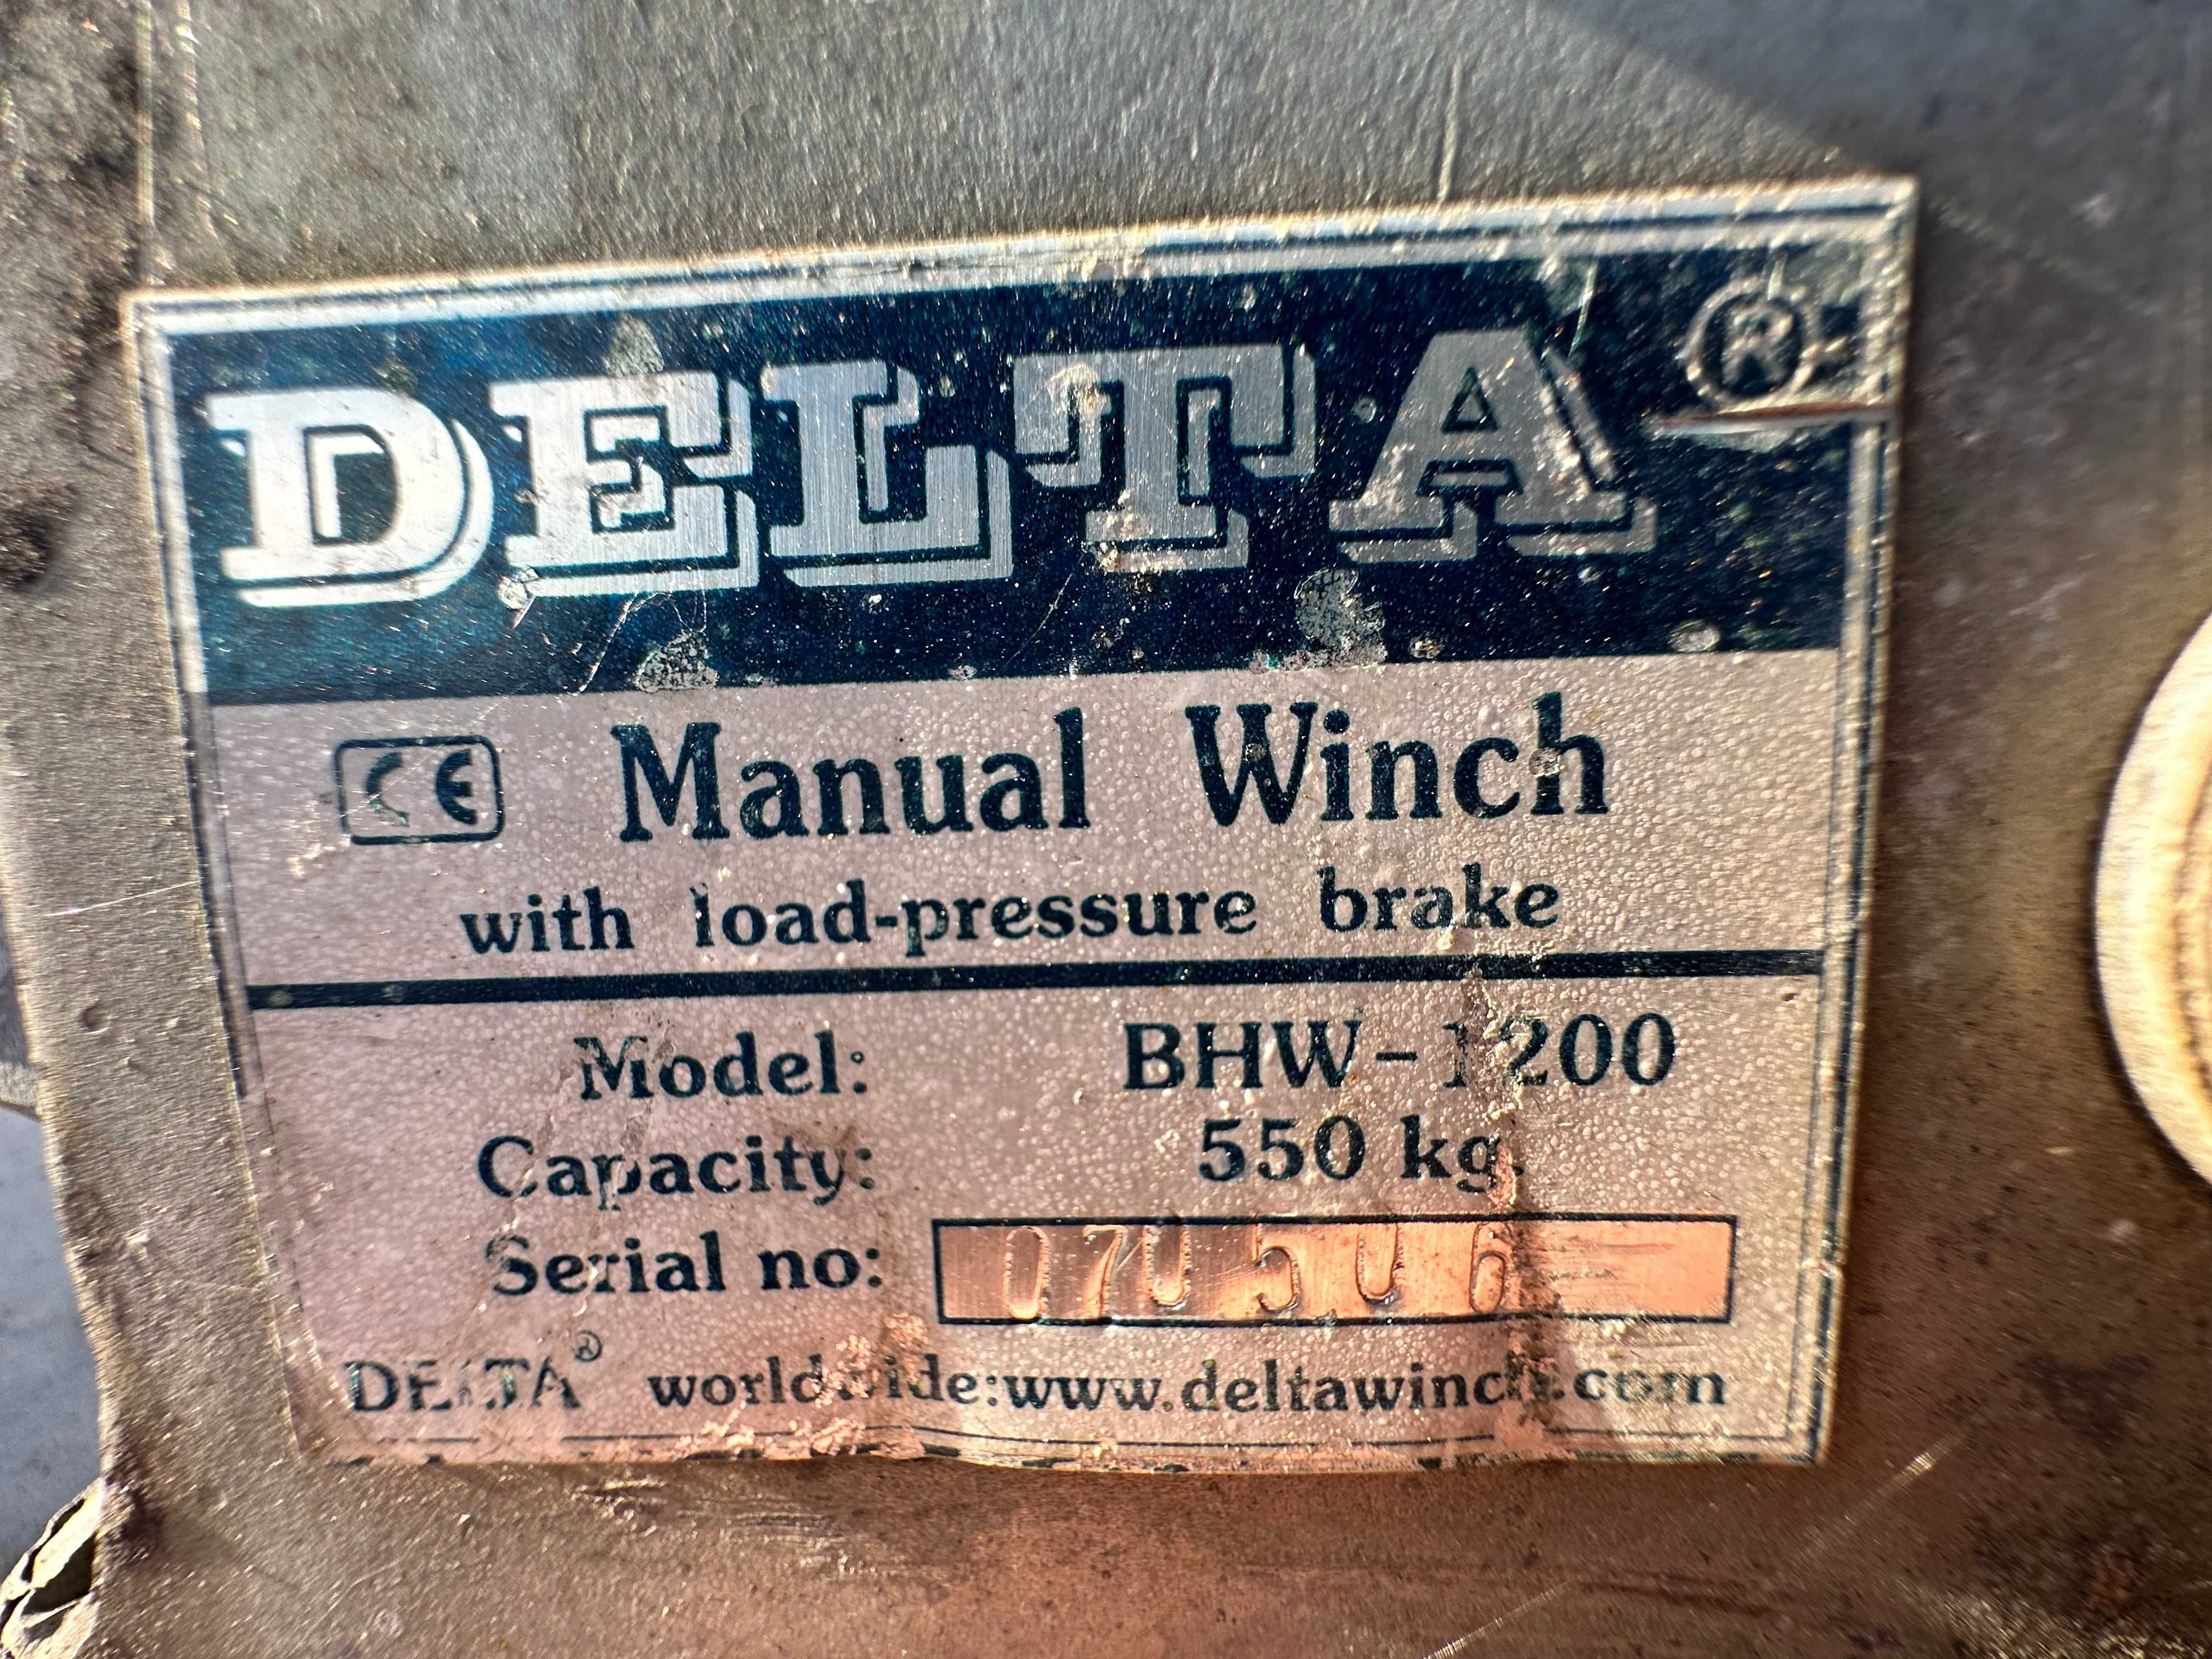 DELTA ®
CE Manual Winch
with load-pressure brake
Model: BHW-1200
Capacity: 550 kg.
Serial no: 070506
DELTA® worldwide:www.deltawinch.com